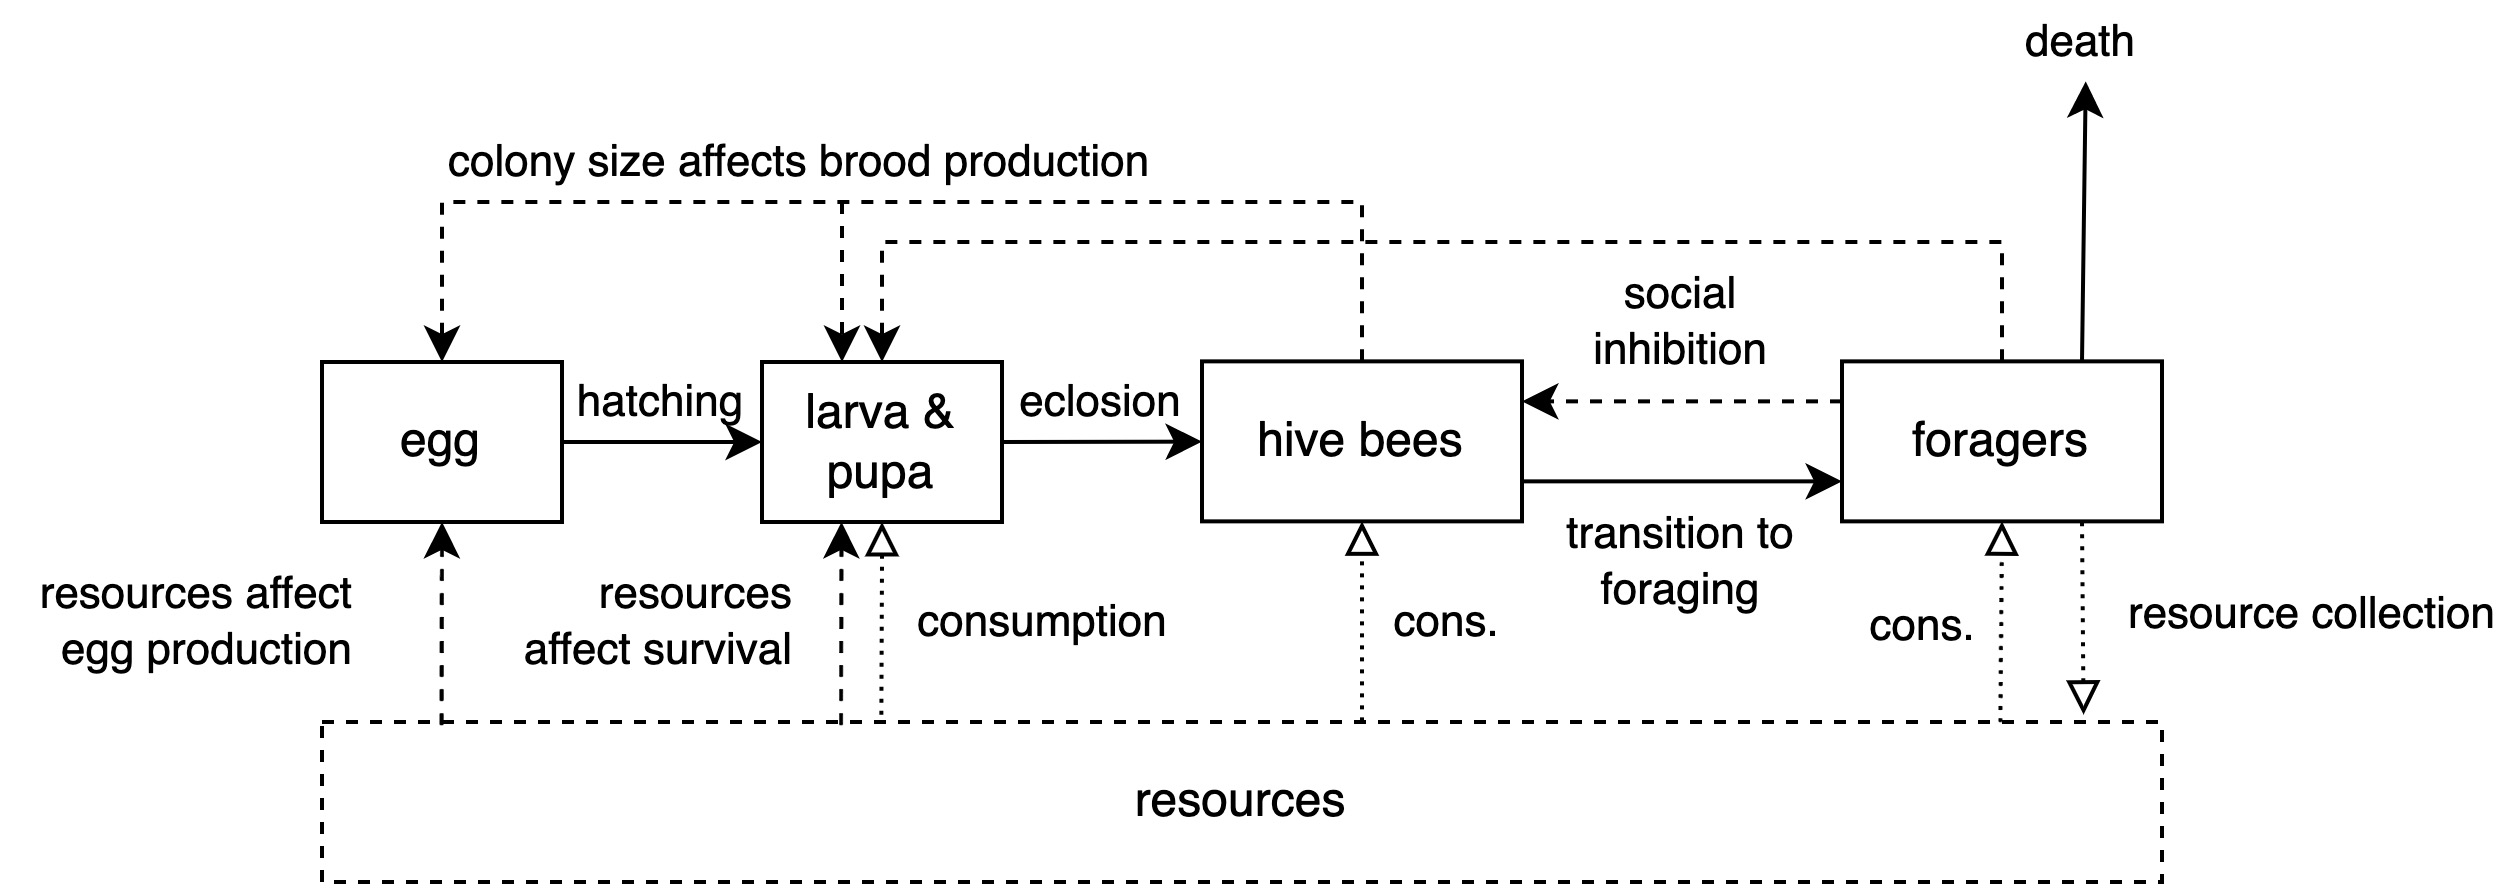 death
colony size affects brood production
social
inhibition
hatching
eclosion
egg
larva &
pupa
hive bees
foragers
transition to
foraging
resources affect
egg production
resources
affect survival
consumption
cons.
cons.
resource collection
resources